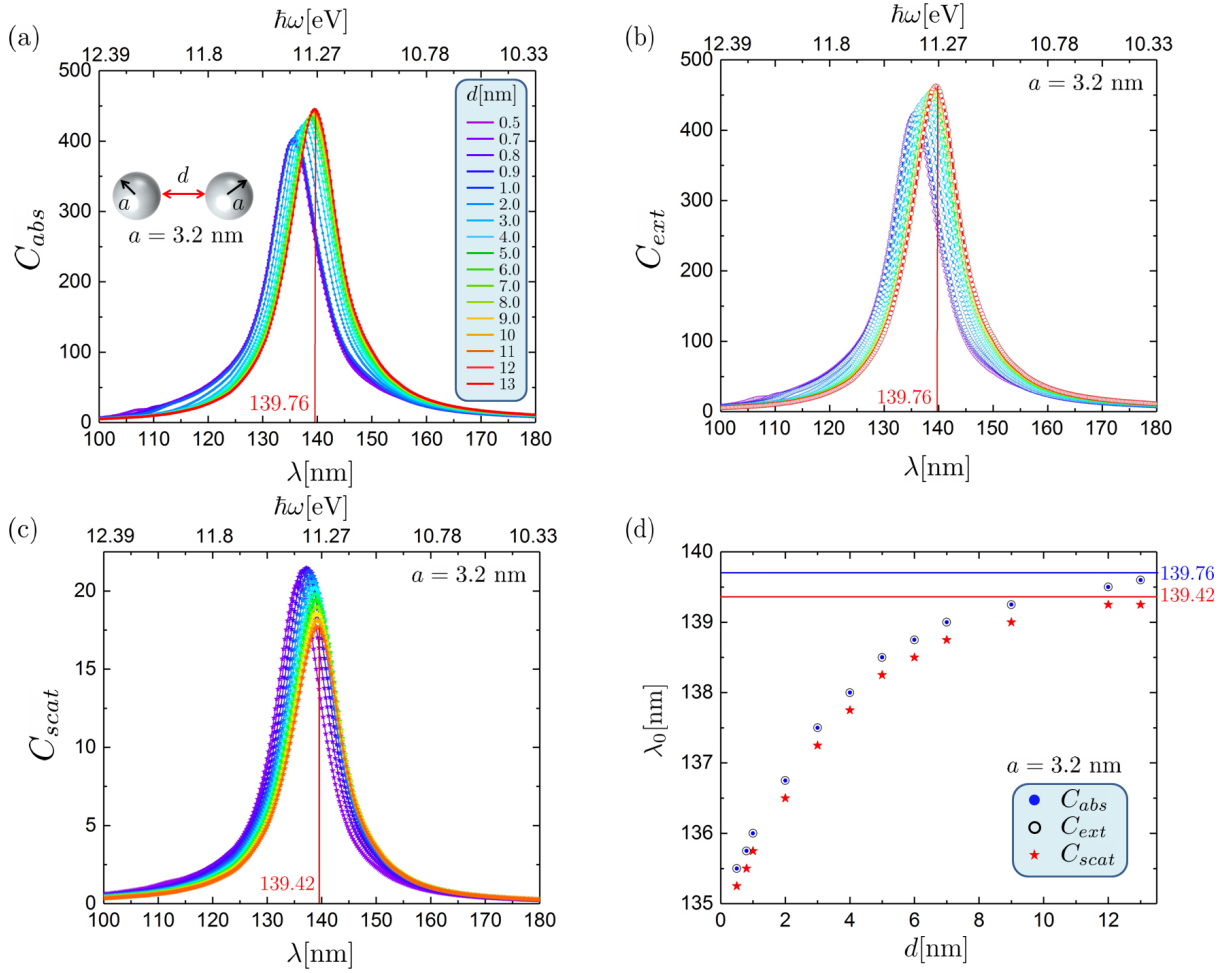 (a)
ħω[eV]
12.39 11.8 11.27 10.78 10.33
500
400
300
200
100
0
C_abs
d[nm]
0.5
0.7
0.8
0.9
1.0
2.0
3.0
4.0
5.0
6.0
7.0
8.0
9.0
10
11
12
13
d
a a
a = 3.2 nm
139.76
100 110 120 130 140 150 160 170 180
λ[nm]
(b)
ħω[eV]
12.39 11.8 11.27 10.78 10.33
a = 3.2 nm
500
450
400
350
300
250
200
150
100
50
0
C_ext
139.76
100 110 120 130 140 150 160 170 180
λ[nm]
(c)
ħω[eV]
12.39 11.8 11.27 10.78 10.33
a = 3.2 nm
20
15
10
5
0
C_scat
139.42
100 110 120 130 140 150 160 170 180
λ[nm]
(d)
140
139
138
137
136
135
λ₀[nm]
139.76
139.42
a = 3.2 nm
C_abs
C_ext
C_scat
0 2 4 6 8 10 12
d[nm]